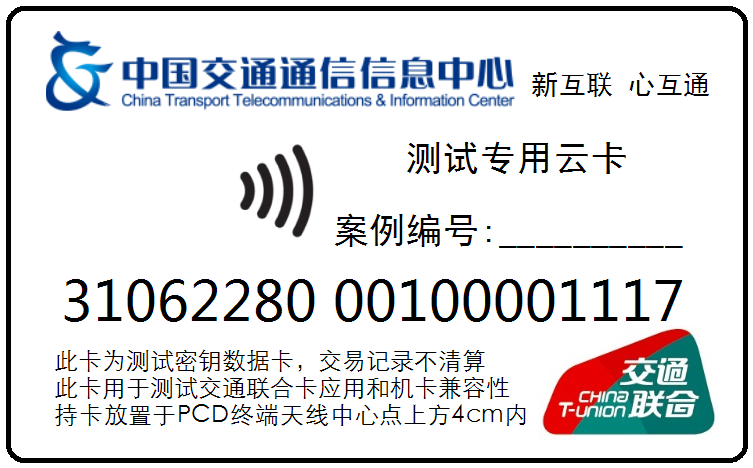 中国交通通信信息中心
China Transport Telecommunications & Information Center
新互联 心互通
测试专用云卡
案例编号:__________
31062280 00100001117
此卡为测试密钥数据卡，交易记录不清算
此卡用于测试交通联合卡应用和机卡兼容性
持卡放置于PCD终端天线中心点上方4cm内
交通
CHINA
T-UNION 联合